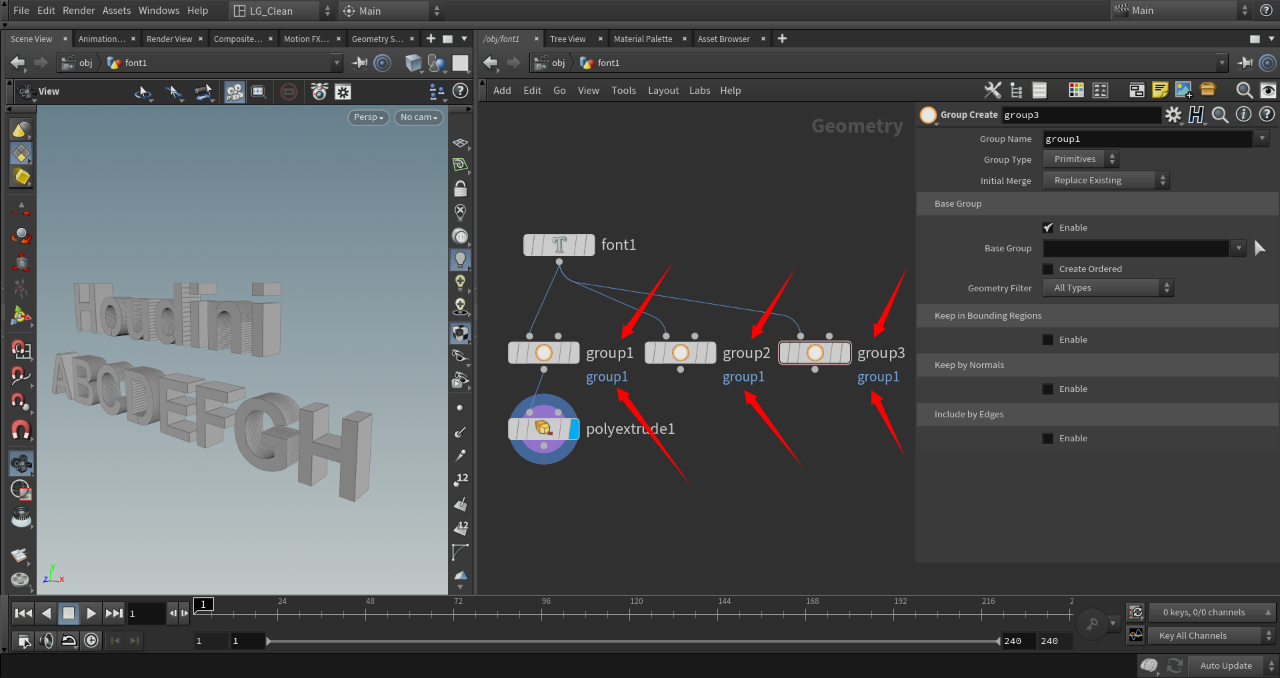 File Edit Render Assets Windows Help LG_Clean Main Main
Scene View Animation... Render View Composite... Motion FX... Geometry S... /obj/font1 Tree View Material Palette Asset Browser
obj font1 obj font1
View Add Edit Go View Tools Layout Labs Help
Persp No cam Geometry
Group Create group3
Group Name group1
Group Type Primitives
Initial Merge Replace Existing
Base Group
Enable
Base Group
Create Ordered
Geometry Filter All Types
Keep in Bounding Regions
Enable
Keep by Normals
Enable
Include by Edges
Enable
font1
group1 group2 group3
group1 group1 group1
polyextrude1
Houdini
ABCDEFGH
12
12
y
z x
1 1 24 48 72 96 120 144 168 192 216 2
0 keys, 0/0 channels
1 1 240 240 Key All Channels
Auto Update